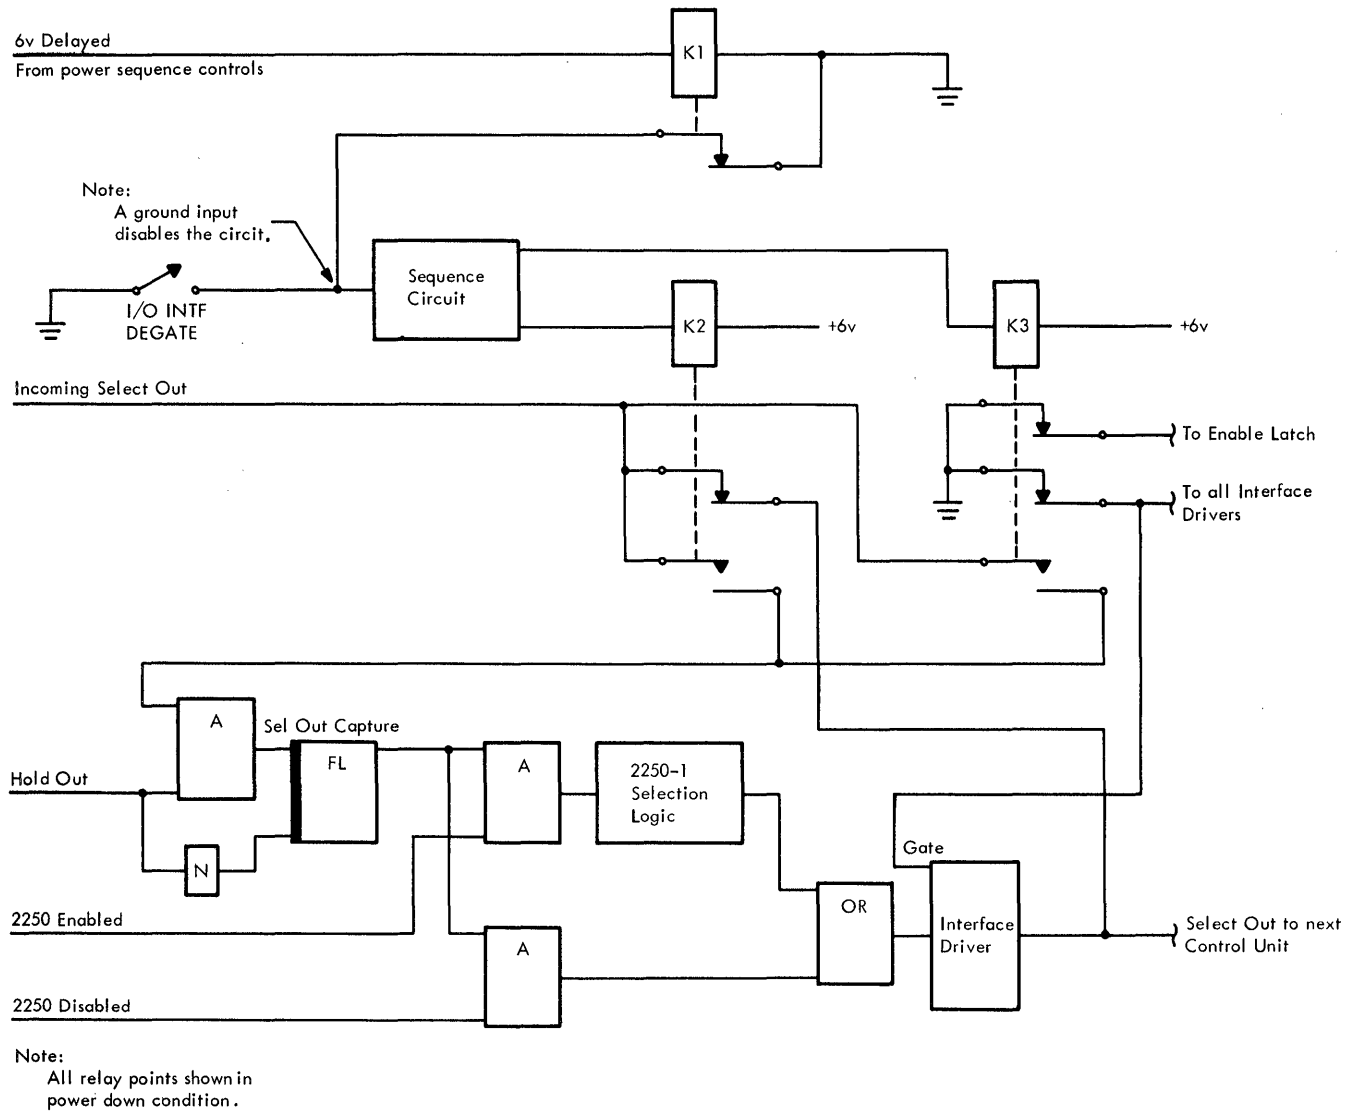 6v Delayed
From power sequence controls
K1
Note:
A ground input
disables the circit.
I/O INTF
DEGATE
Sequence
Circuit
K2
+6v
K3
+6v
Incoming Select Out
To Enable Latch
To all Interface
Drivers
A
Sel Out Capture
FL
Hold Out
N
A
2250-1
Selection
Logic
Gate
2250 Enabled
OR
Interface
Driver
Select Out to next
Control Unit
A
2250 Disabled
Note:
All relay points shown in
power down condition.